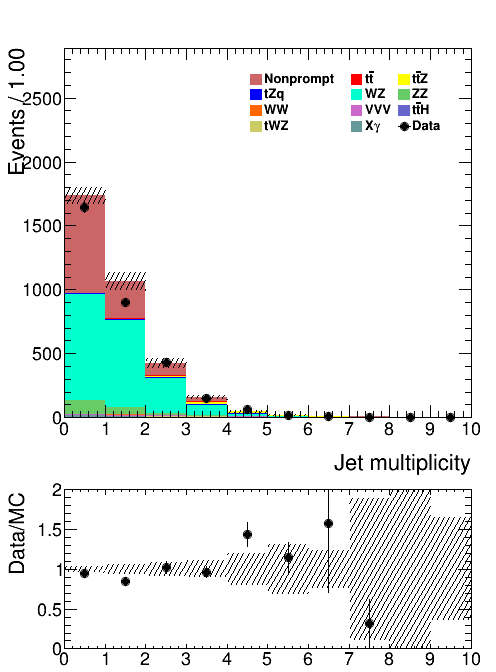 Events / 1.00
2500
2000
1500
1000
500
0
Nonprompt tt̄ tt̄Z
tZq WZ ZZ
WW VVV tt̄H
tWZ Xγ Data
0 1 2 3 4 5 6 7 8 9 10
Jet multiplicity
Data/MC
2
1.5
1
0.5
0
0 1 2 3 4 5 6 7 8 9 10